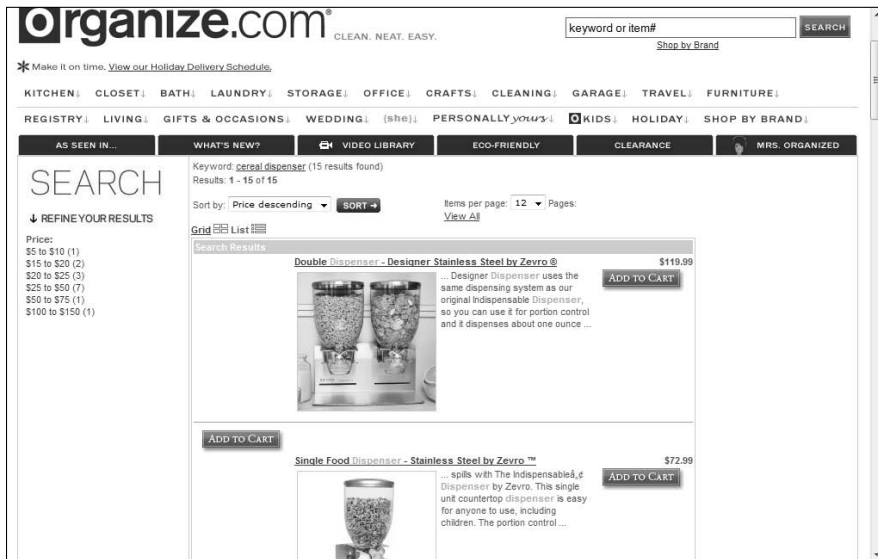 Organize.com® CLEAN. NEAT. EASY.
keyword or item# SEARCH
Shop by Brand
Make it on time. View our Holiday Delivery Schedule.
KITCHEN↓ CLOSET↓ BATH↓ LAUNDRY↓ STORAGE↓ OFFICE↓ CRAFTS↓ CLEANING↓ GARAGE↓ TRAVEL↓ FURNITURE↓
REGISTRY↓ LIVING↓ GIFTS & OCCASIONS↓ WEDDING↓ {she}↓ PERSONALLY yours↓ KIDS↓ HOLIDAY↓ SHOP BY BRAND↓
AS SEEN IN... WHAT'S NEW? VIDEO LIBRARY ECO-FRIENDLY CLEARANCE MRS. ORGANIZED
SEARCH
↓ REFINE YOUR RESULTS
Price:
$5 to $10 (1)
$15 to $20 (2)
$20 to $25 (3)
$25 to $50 (7)
$50 to $75 (1)
$100 to $150 (1)
Keyword: cereal dispenser (15 results found)
Results: 1 - 15 of 15
Sort by: Price descending SORT → Items per page: 12 Pages:
View All
Grid List
Search Results
Double Dispenser - Designer Stainless Steel by Zevro ® $119.99
ADD TO CART
... Designer Dispenser uses the
same dispensing system as our
original Indispensable Dispenser,
so you can use it for portion control
and it dispenses about one ounce ...
ADD TO CART
Single Food Dispenser - Stainless Steel by Zevro ™ $72.99
ADD TO CART
... spills with The Indispensableâ„¢
Dispenser by Zevro. This single
unit countertop dispenser is easy
for anyone to use, including
children. The portion control ...